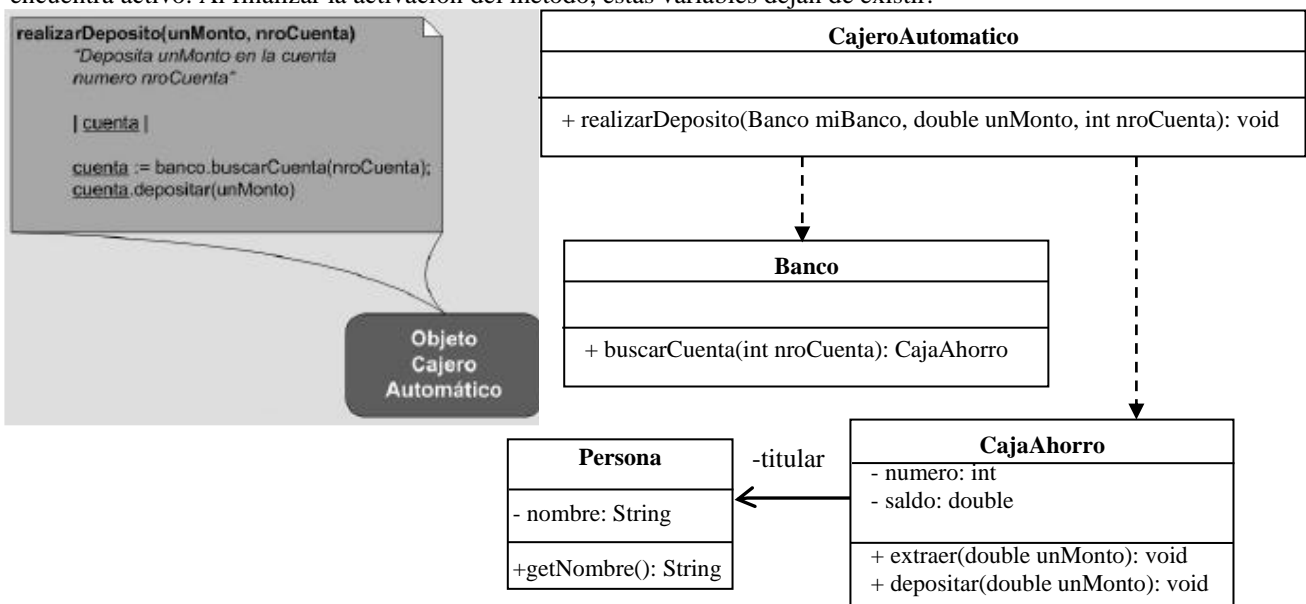 encuentra activo. Al finalizar la activación del método, estas variables dejan de existir.
realizarDeposito(unMonto, nroCuenta)
"Deposita unMonto en la cuenta
numero nroCuenta"
| cuenta |
cuenta := banco.buscarCuenta(nroCuenta);
cuenta.depositar(unMonto)
Objeto
Cajero
Automático
CajeroAutomatico
+ realizarDeposito(Banco miBanco, double unMonto, int nroCuenta): void
Banco
+ buscarCuenta(int nroCuenta): CajaAhorro
Persona
- nombre: String
+getNombre(): String
-titular
CajaAhorro
- numero: int
- saldo: double
+ extraer(double unMonto): void
+ depositar(double unMonto): void